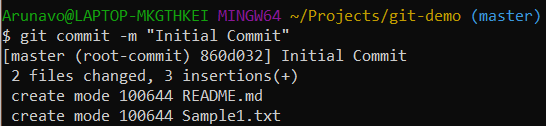 Arunavo@LAPTOP-MKGTHKEI MINGW64 ~/Projects/git-demo (master)
$ git commit -m "Initial Commit"
[master (root-commit) 860d032] Initial Commit
 2 files changed, 3 insertions(+)
 create mode 100644 README.md
 create mode 100644 Sample1.txt